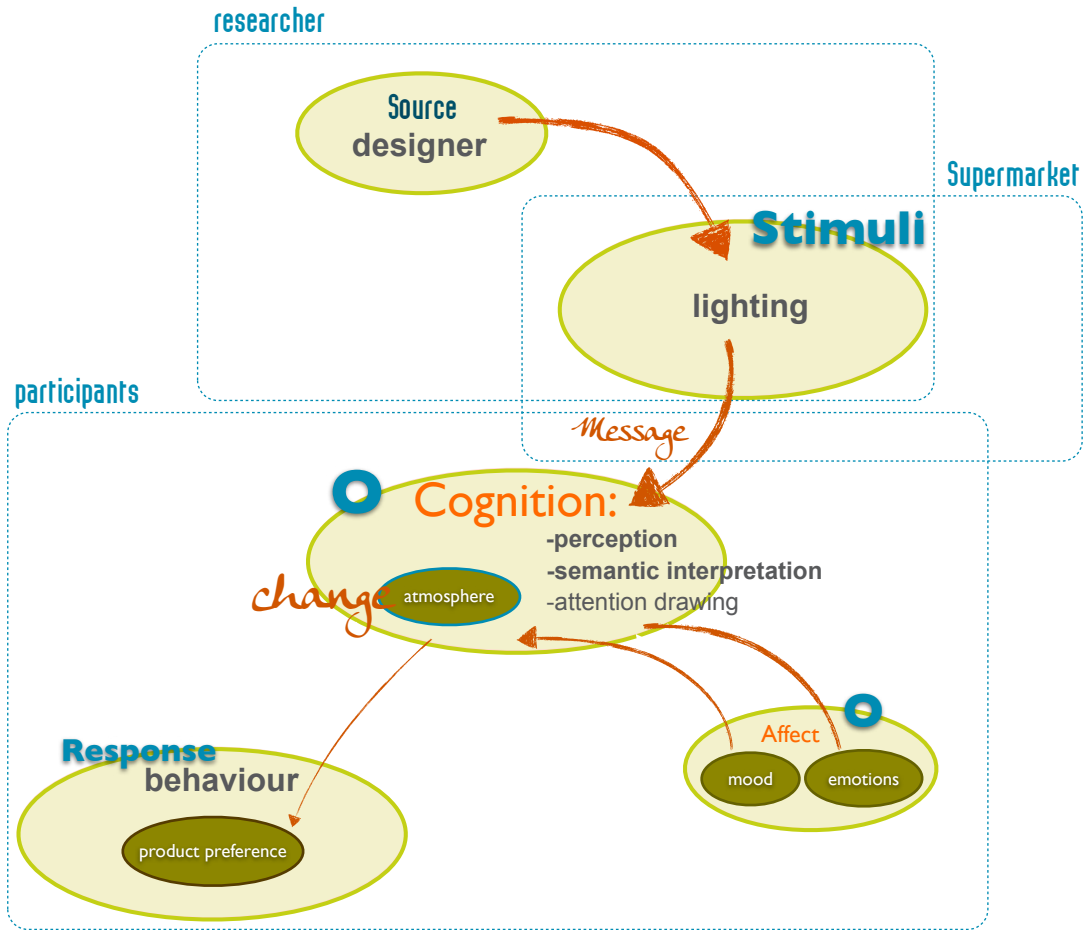 researcher
Source
designer
Supermarket
Stimuli
lighting
participants
Message
O
Cognition:
-perception
-semantic interpretation
-attention drawing
change
atmosphere
O
Affect
mood
emotions
Response
behaviour
product preference